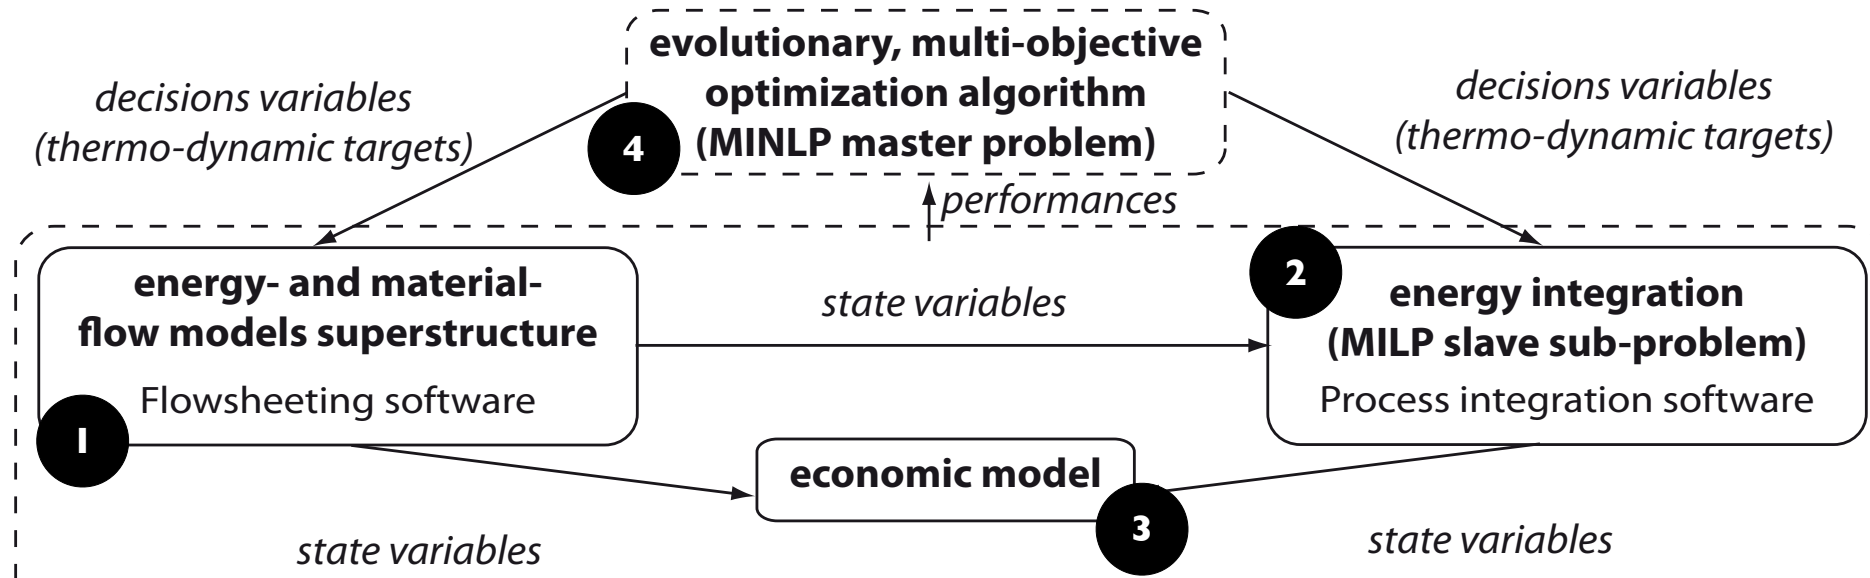 evolutionary, multi-objective
optimization algorithm
(MINLP master problem)
4
decisions variables
(thermo-dynamic targets)
decisions variables
(thermo-dynamic targets)
performances
energy- and material-
flow models superstructure
Flowsheeting software
1
state variables
2
energy integration
(MILP slave sub-problem)
Process integration software
economic model
3
state variables
state variables